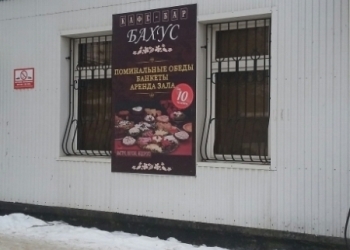 КАФЕ-БАР
БАХУС
ПОМИНАЛЬНЫЕ ОБЕДЫ
БАНКЕТЫ
АРЕНДА ЗАЛА
10